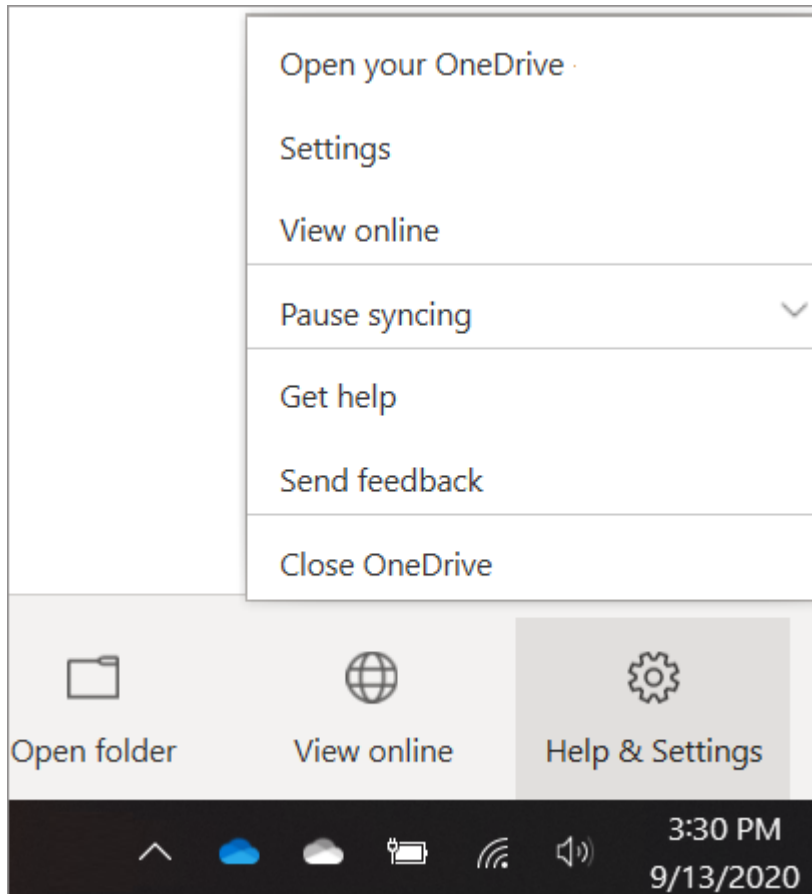 Open your OneDrive
Settings
View online
Pause syncing
Get help
Send feedback
Close OneDrive
Open folder
View online
Help & Settings
3:30 PM
9/13/2020